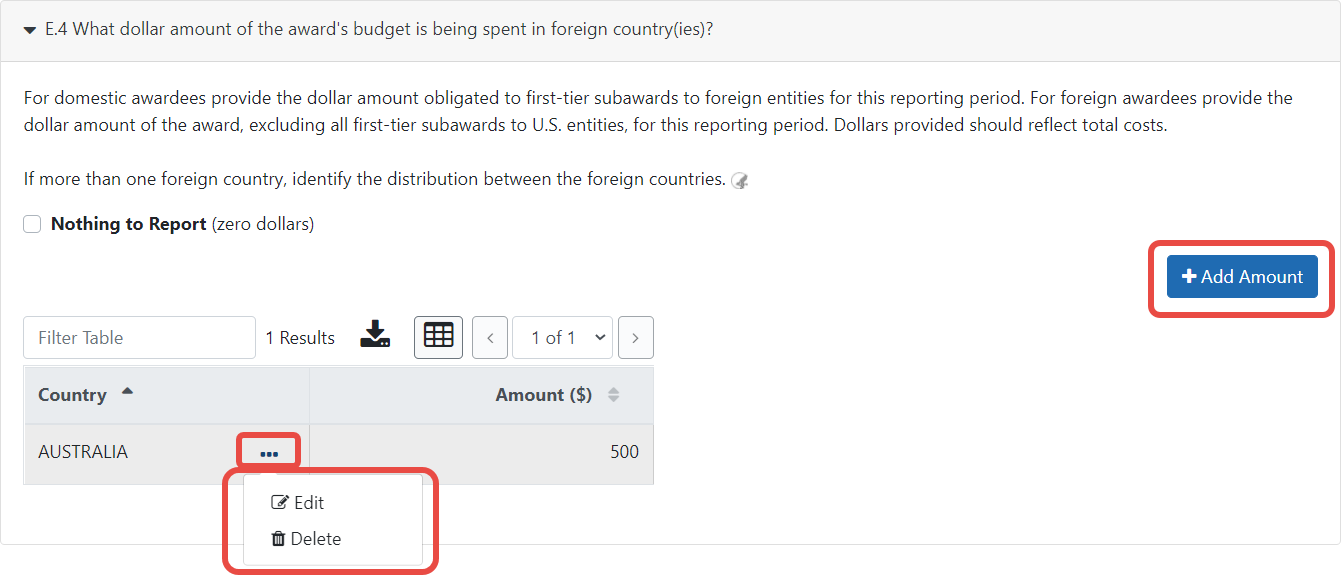 E.4 What dollar amount of the award's budget is being spent in foreign country(ies)?
For domestic awardees provide the dollar amount obligated to first-tier subawards to foreign entities for this reporting period. For foreign awardees provide the
dollar amount of the award, excluding all first-tier subawards to U.S. entities, for this reporting period. Dollars provided should reflect total costs.
If more than one foreign country, identify the distribution between the foreign countries.
Nothing to Report (zero dollars)
Add Amount
Filter Table 1 Results 1 of 1
Country Amount ($)
AUSTRALIA 500
Edit
Delete